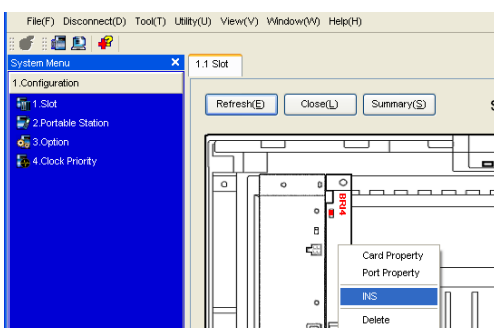 File(F) Disconnect(D) Tool(T) Utility(U) View(V) Window(W) Help(H)
System Menu
1.1 Slot
1.Configuration
1.Slot
2.Portable Station
3.Option
4.Clock Priority
Refresh(E) Close(L) Summary(S)
BRI4
Card Property
Port Property
INS
Delete